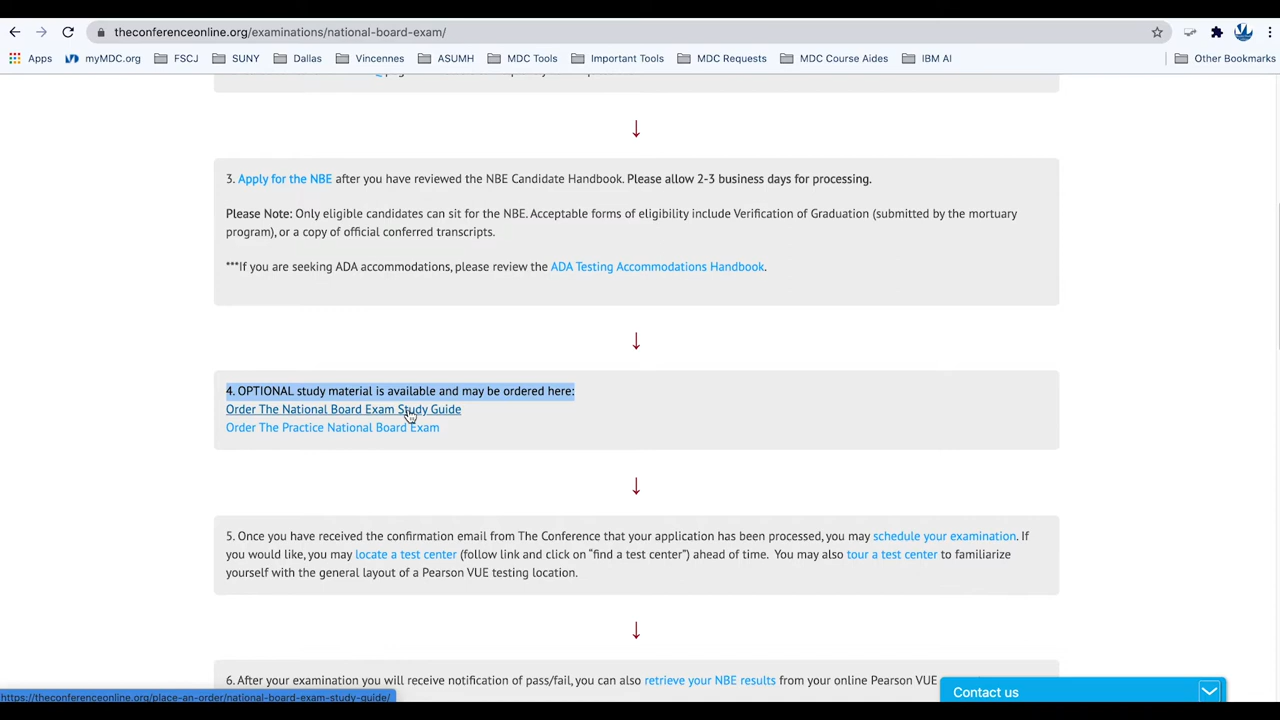 theconferenceonline.org/examinations/national-board-exam/
Apps myMDC.org FSCJ SUNY Dallas Vincennes ASUMH MDC Tools Important Tools MDC Requests MDC Course Aides IBM AI Other Bookmarks
3. Apply for the NBE after you have reviewed the NBE Candidate Handbook. Please allow 2-3 business days for processing.
Please Note: Only eligible candidates can sit for the NBE. Acceptable forms of eligibility include Verification of Graduation (submitted by the mortuary
program), or a copy of official conferred transcripts.
***If you are seeking ADA accommodations, please review the ADA Testing Accommodations Handbook.
4. OPTIONAL study material is available and may be ordered here:
Order The National Board Exam Study Guide
Order The Practice National Board Exam
5. Once you have received the confirmation email from The Conference that your application has been processed, you may schedule your examination. If
you would like, you may locate a test center (follow link and click on "find a test center") ahead of time. You may also tour a test center to familiarize
yourself with the general layout of a Pearson VUE testing location.
6. After your examination you will receive notification of pass/fail, you can also retrieve your NBE results from your online Pearson VUE
Contact us
https://theconferenceonline.org/place-an-order/national-board-exam-study-guide/